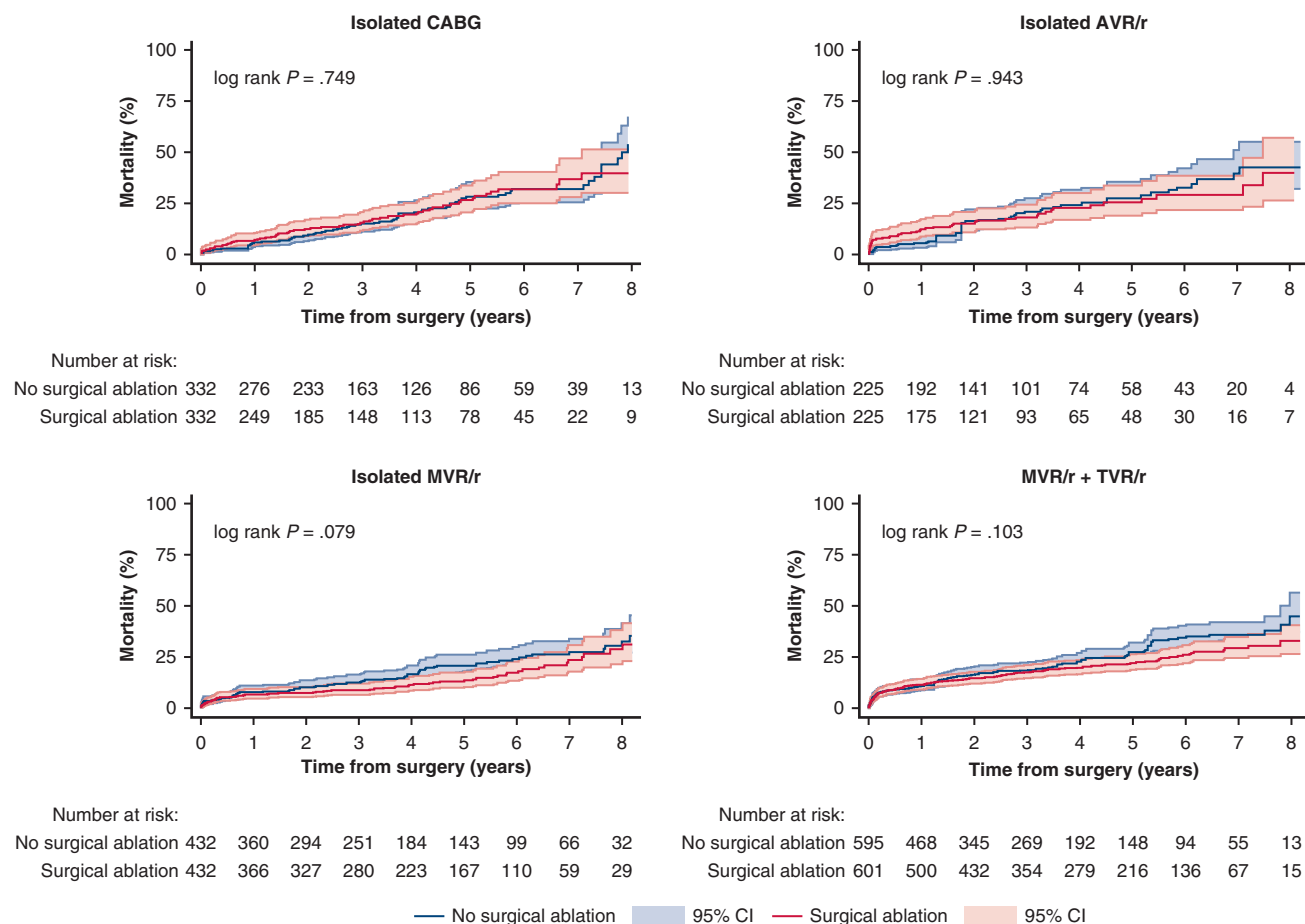 Isolated CABG
100
75
50
25
0
Mortality (%)
log rank P = .749
0 1 2 3 4 5 6 7 8
Time from surgery (years)
Number at risk:
No surgical ablation 332 276 233 163 126 86 59 39 13
Surgical ablation 332 249 185 148 113 78 45 22 9
Isolated AVR/r
100
75
50
25
0
Mortality (%)
log rank P = .943
0 1 2 3 4 5 6 7 8
Time from surgery (years)
Number at risk:
No surgical ablation 225 192 141 101 74 58 43 20 4
Surgical ablation 225 175 121 93 65 48 30 16 7
Isolated MVR/r
100
75
50
25
0
Mortality (%)
log rank P = .079
0 1 2 3 4 5 6 7 8
Time from surgery (years)
Number at risk:
No surgical ablation 432 360 294 251 184 143 99 66 32
Surgical ablation 432 366 327 280 223 167 110 59 29
MVR/r + TVR/r
100
75
50
25
0
Mortality (%)
log rank P = .103
0 1 2 3 4 5 6 7 8
Time from surgery (years)
Number at risk:
No surgical ablation 595 468 345 269 192 148 94 55 13
Surgical ablation 601 500 432 354 279 216 136 67 15
No surgical ablation 95% CI Surgical ablation 95% CI